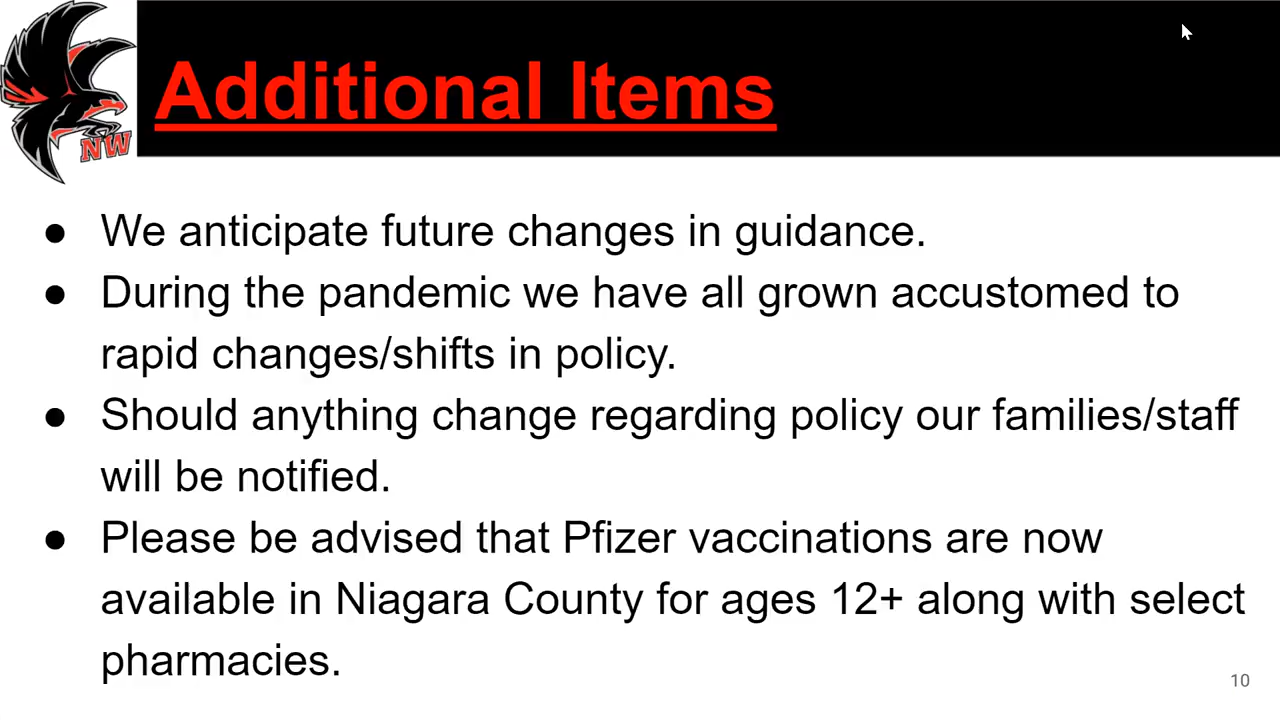 NW
Additional Items
● We anticipate future changes in guidance.
● During the pandemic we have all grown accustomed to
rapid changes/shifts in policy.
● Should anything change regarding policy our families/staff
will be notified.
● Please be advised that Pfizer vaccinations are now
available in Niagara County for ages 12+ along with select
pharmacies.
10